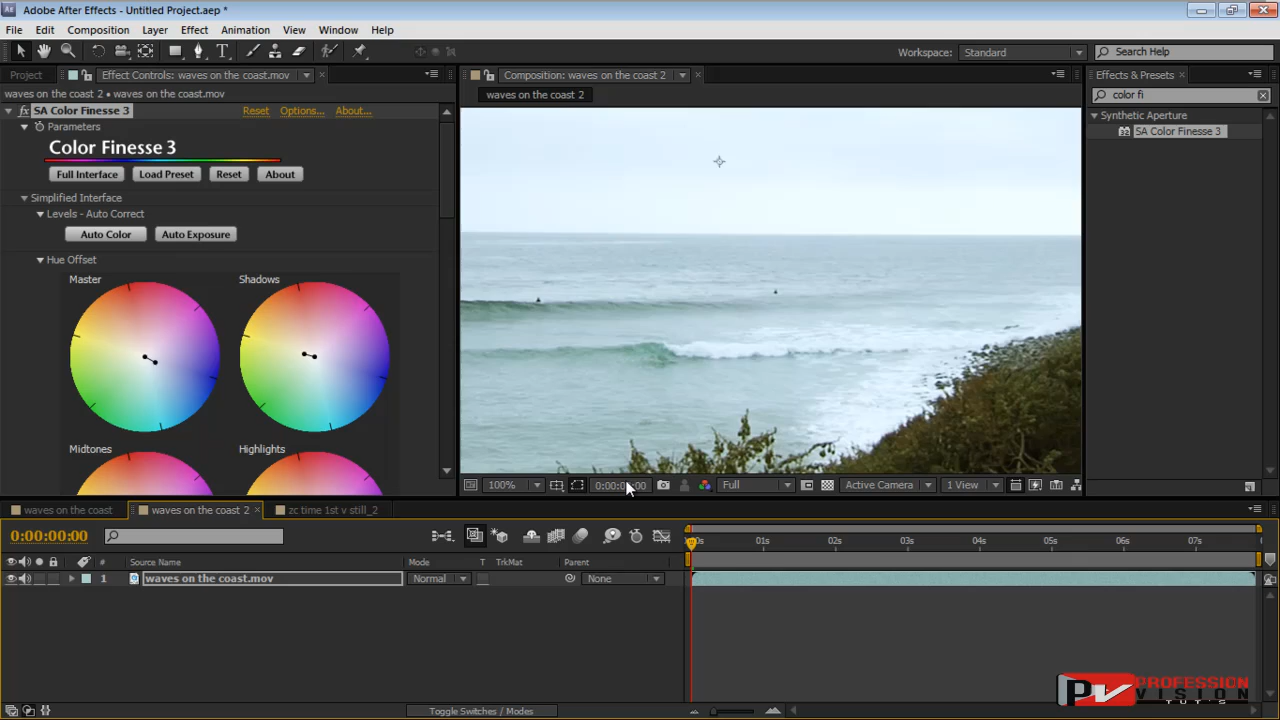 Adobe After Effects - Untitled Project.aep *
File Edit Composition Layer Effect Animation View Window Help
Workspace: Standard Search Help
Project Effect Controls: waves on the coast.mov Composition: waves on the coast 2 Effects & Presets
waves on the coast 2 • waves on the coast.mov waves on the coast 2 color fi
SA Color Finesse 3 Reset Options... About... Synthetic Aperture
Parameters SA Color Finesse 3
Color Finesse 3
Full Interface Load Preset Reset About
Simplified Interface
Levels - Auto Correct
Auto Color Auto Exposure
Hue Offset
Master Shadows
Midtones Highlights
100% Full Active Camera 1 View
waves on the coast waves on the coast 2 zc time 1st v still_2
0:00:00:00 01s 02s 03s 04s 05s 06s 07s
# Source Name Mode T TrkMat Parent
1 waves on the coast.mov Normal None
PROFESSION
PV VISION
TUT'S
Toggle Switches / Modes